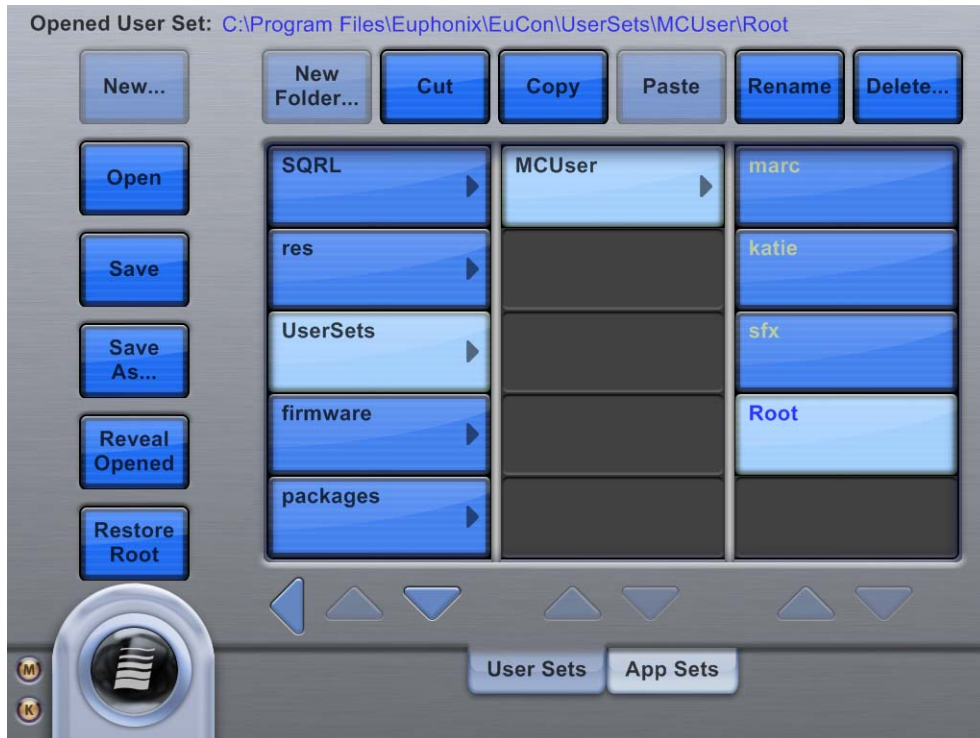 Opened User Set: C:\Program Files\Euphonix\EuCon\UserSets\MCUser\Root
New...
New
Folder...
Cut
Copy
Paste
Rename
Delete...
Open
Save
Save
As...
Reveal
Opened
Restore
Root
SQRL
res
UserSets
firmware
packages
MCUser
marc
katie
sfx
Root
M
K
User Sets
App Sets